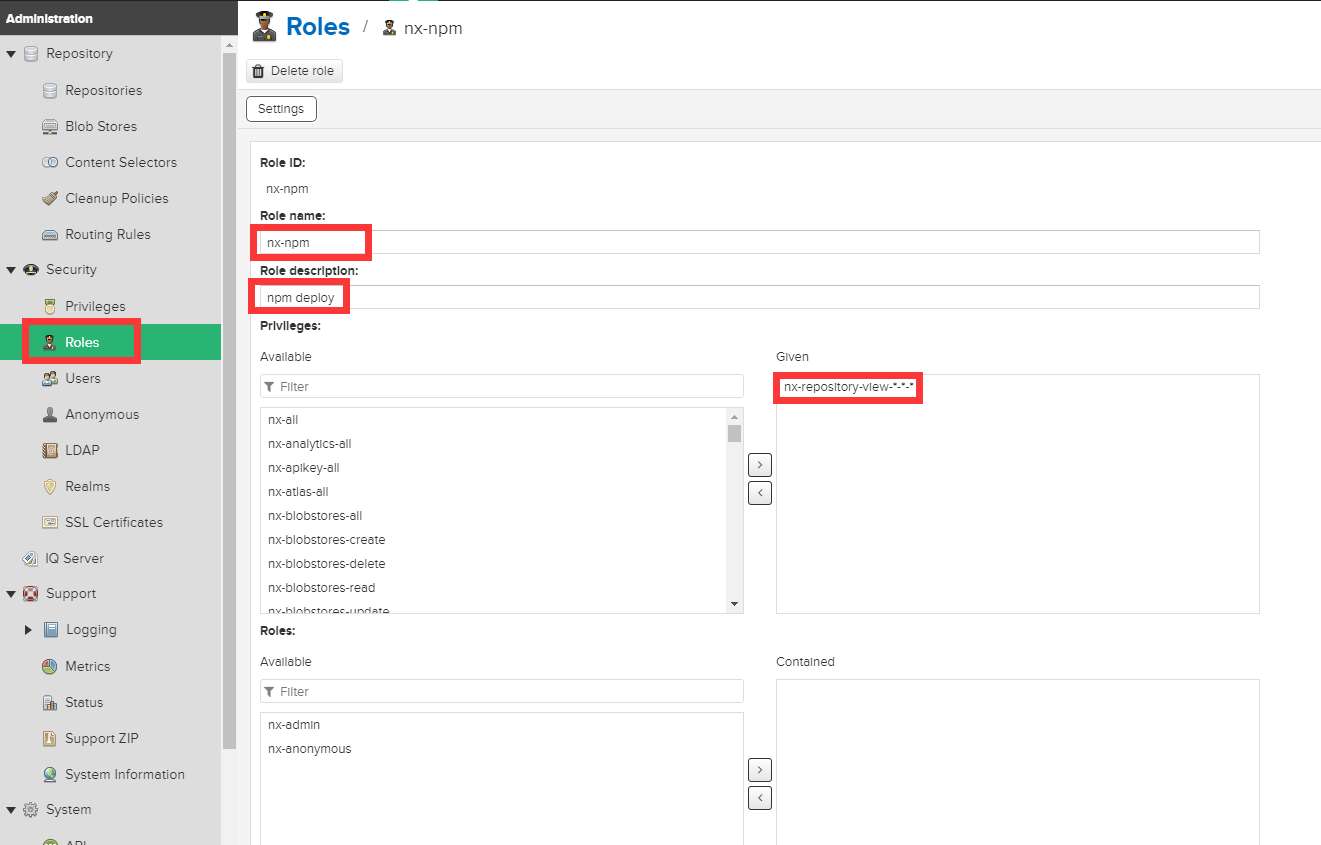 Administration
Repository
Repositories
Blob Stores
Content Selectors
Cleanup Policies
Routing Rules
Security
Privileges
Roles
Users
Anonymous
LDAP
Realms
SSL Certificates
IQ Server
Support
Logging
Metrics
Status
Support ZIP
System Information
System
API
Roles / nx-npm
Delete role
Settings
Role ID:
nx-npm
Role name:
nx-npm
Role description:
npm deploy
Privileges:
Available
Filter
nx-all
nx-analytics-all
nx-apikey-all
nx-atlas-all
nx-blobstores-all
nx-blobstores-create
nx-blobstores-delete
nx-blobstores-read
nx-blobstores-update
Given
nx-repository-view-*-*-*
Roles:
Available
Filter
nx-admin
nx-anonymous
Contained